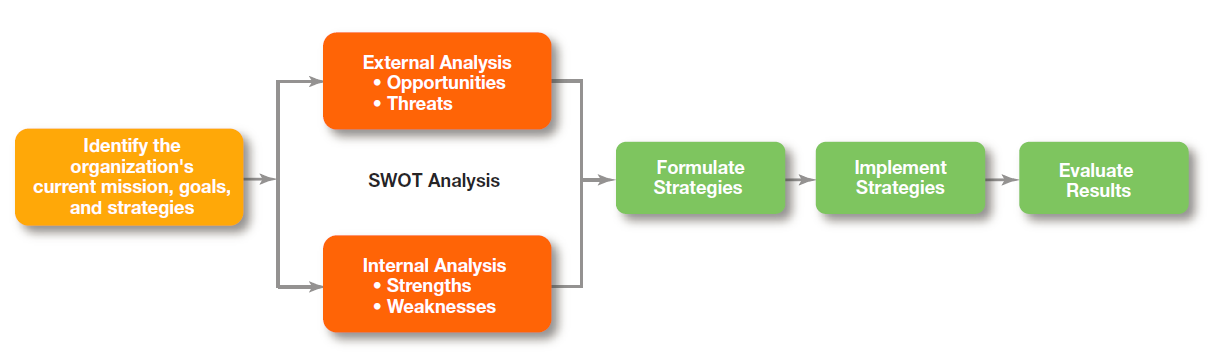 Identify the
organization's
current mission, goals,
and strategies
External Analysis
• Opportunities
• Threats
SWOT Analysis
Internal Analysis
• Strengths
• Weaknesses
Formulate
Strategies
Implement
Strategies
Evaluate
Results